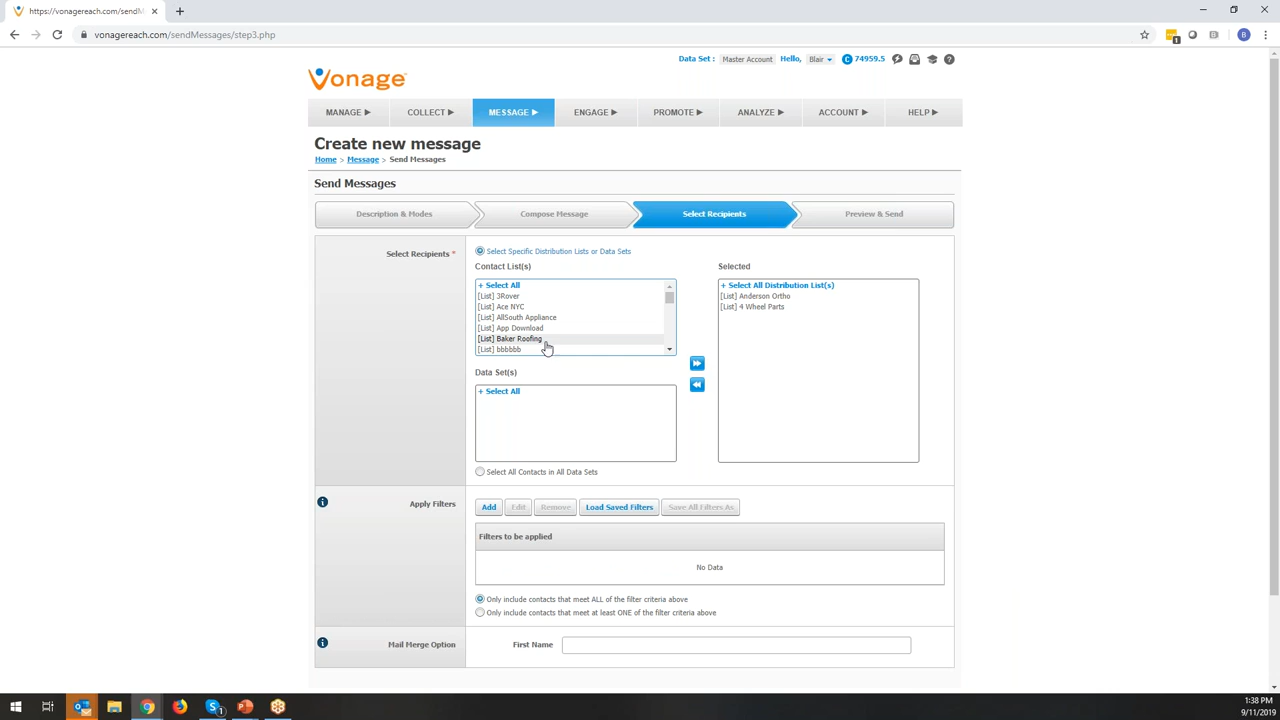 https://vonagereach.com/sendM
vonagereach.com/sendMessages/step3.php
1
B
Data Set : Master Account Hello, Blair C 74959.5
Vonage
MANAGE COLLECT MESSAGE ENGAGE PROMOTE ANALYZE ACCOUNT HELP
Create new message
Home > Message > Send Messages
Send Messages
Description & Modes Compose Message Select Recipients Preview & Send
Select Recipients *
Select Specific Distribution Lists or Data Sets
Contact List(s) Selected
+ Select All
[List] 3Rover
[List] Ace NYC
[List] AllSouth Appliance
[List] App Download
[List] Baker Roofing
[List] bbbbbb
+ Select All Distribution List(s)
[List] Anderson Ortho
[List] 4 Wheel Parts
Data Set(s)
+ Select All
Select All Contacts in All Data Sets
Apply Filters
Add Edit Remove Load Saved Filters Save All Filters As
Filters to be applied
No Data
Only include contacts that meet ALL of the filter criteria above
Only include contacts that meet at least ONE of the filter criteria above
Mail Merge Option First Name
1:38 PM
9/11/2019